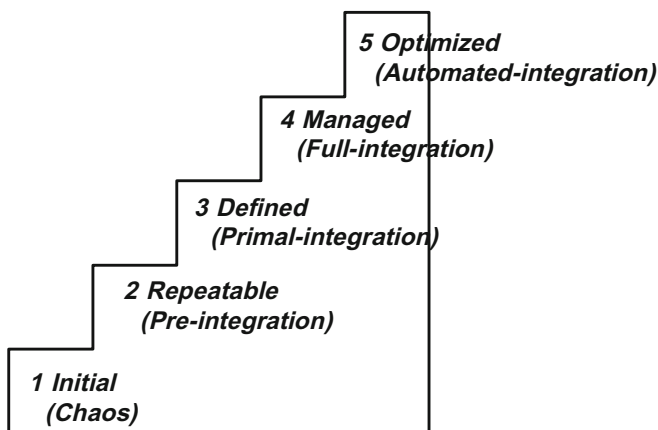 5 Optimized
(Automated-integration)
4 Managed
(Full-integration)
3 Defined
(Primal-integration)
2 Repeatable
(Pre-integration)
1 Initial
(Chaos)